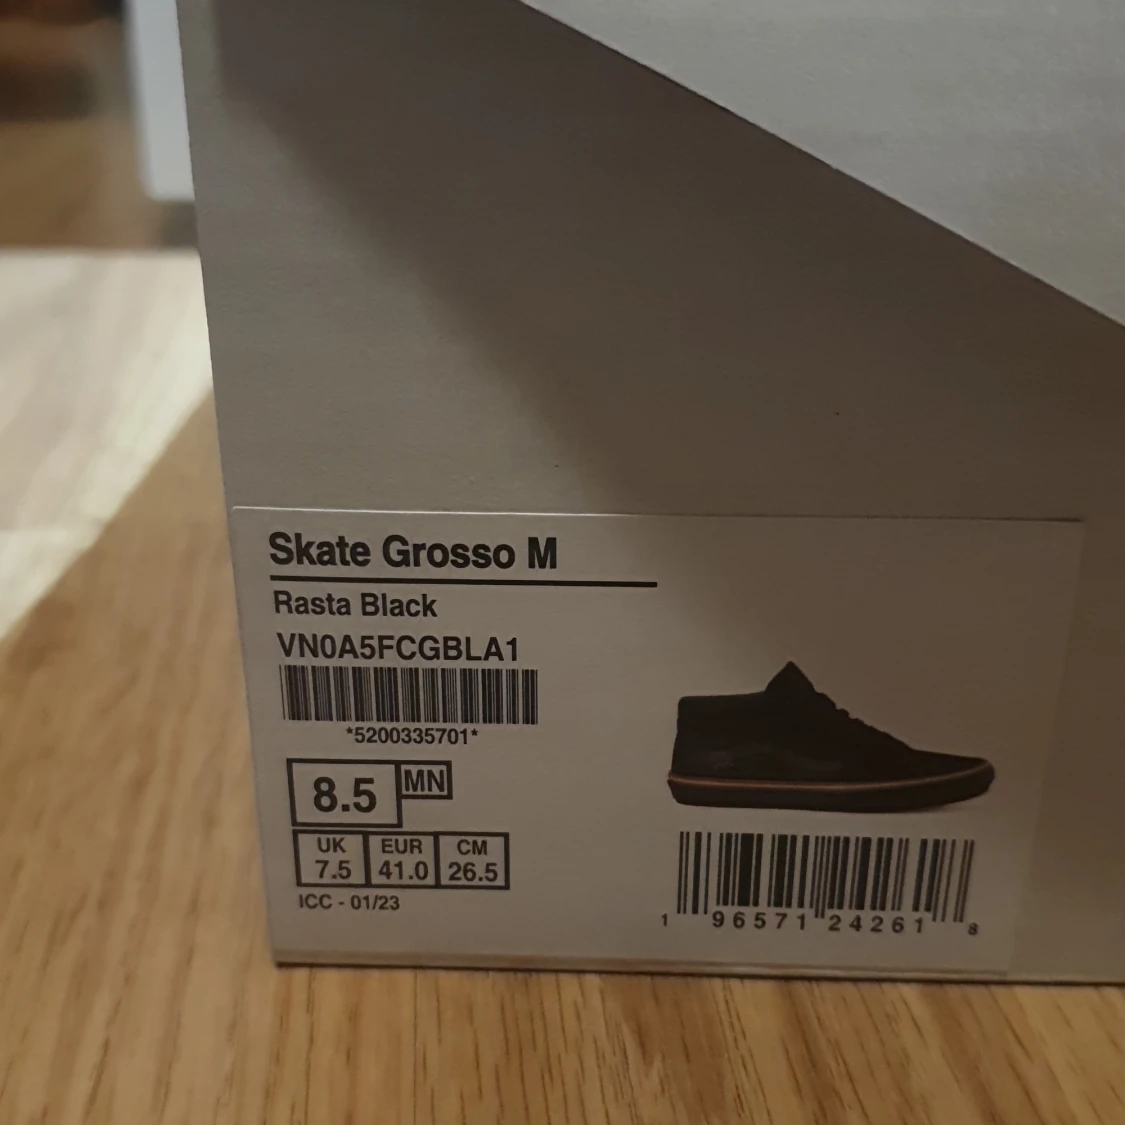 Skate Grosso M
Rasta Black
VN0A5FCGBLA1
*5200335701*
8.5 MN
UK EUR CM
7.5 41.0 26.5
ICC - 01/23
1 96571 24261 8